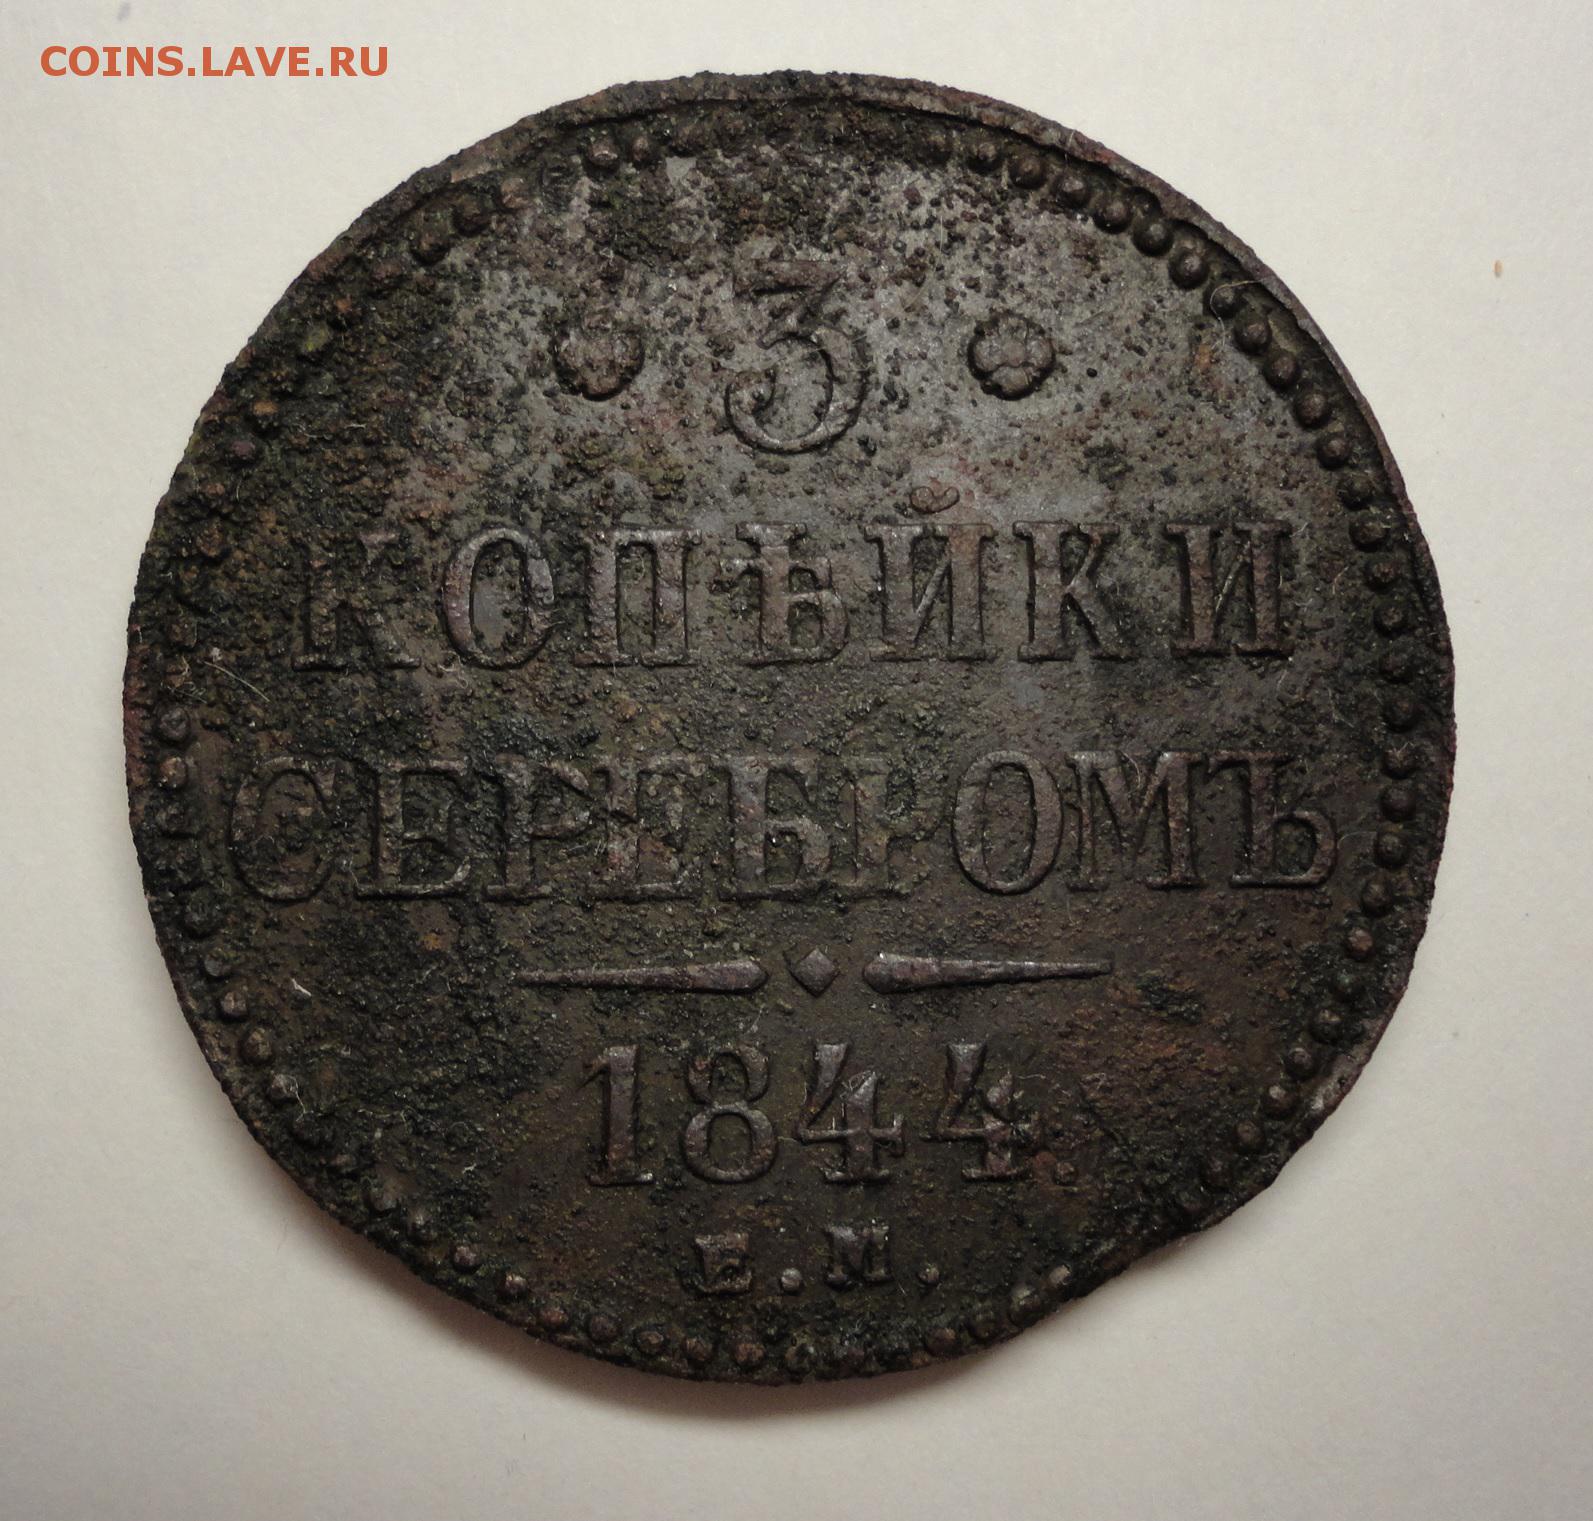 COINS.LAVE.RU
3
КОПѢЙКИ
СЕРЕБРОМЪ
1844.
Е.М.